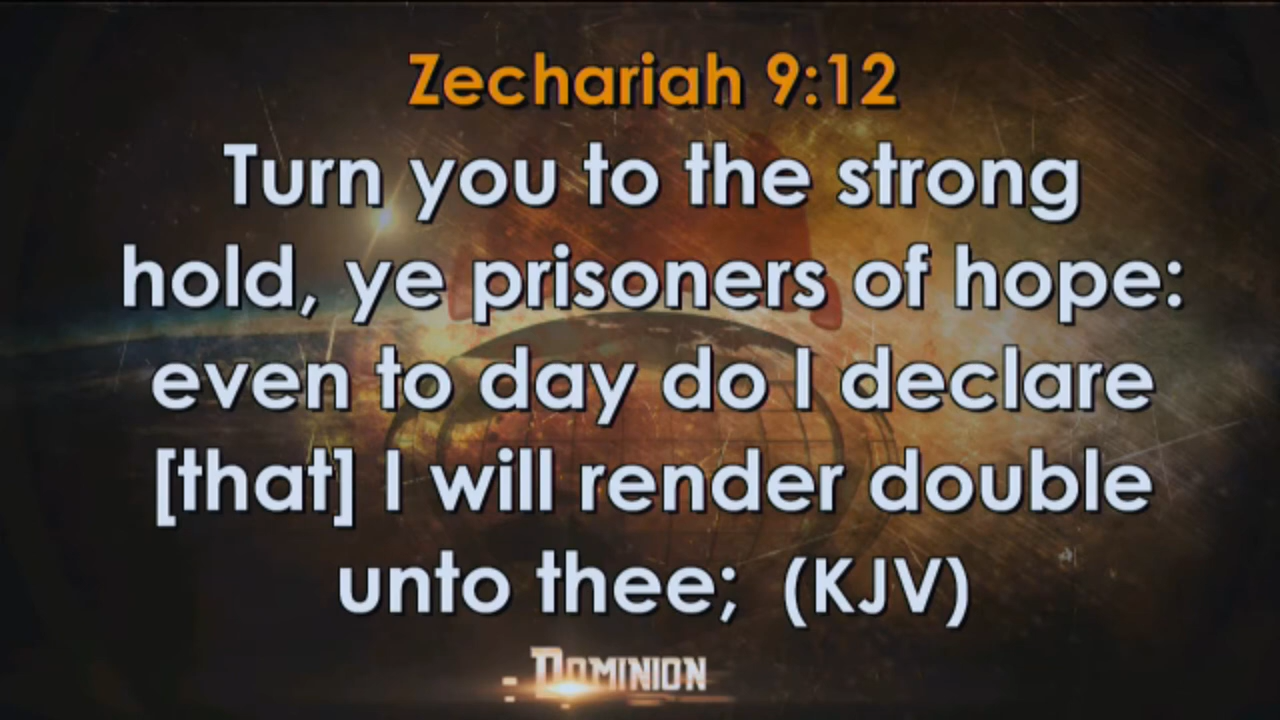 Zechariah 9:12
Turn you to the strong
hold, ye prisoners of hope:
even to day do I declare
[that] I will render double
unto thee; (KJV)
DOMINION